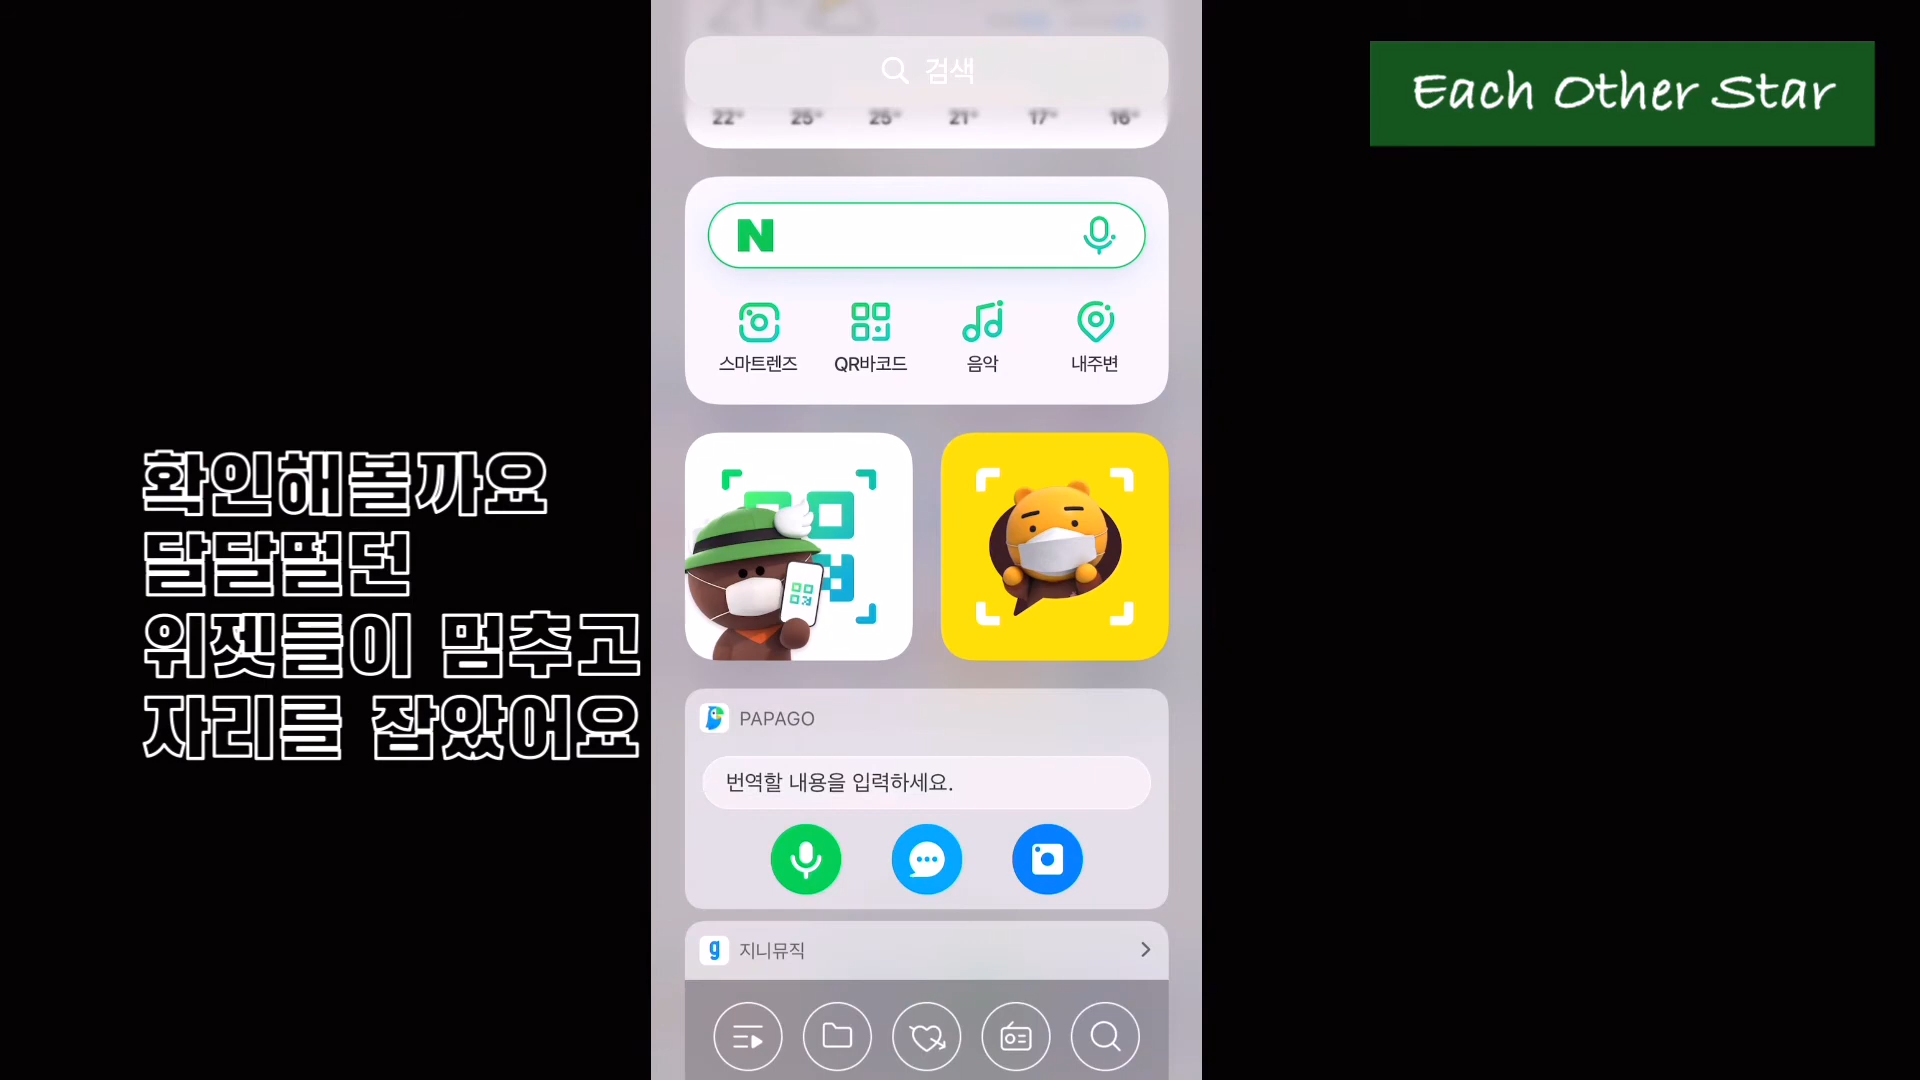 Each Other Star
검색
22° 25° 25° 21° 17° 16°
N
스마트렌즈 QR바코드 음악 내주변
확인해볼까요
달달떨던
위젯들이 멈추고
자리를 잡았어요
PAPAGO
번역할 내용을 입력하세요.
g 지니뮤직